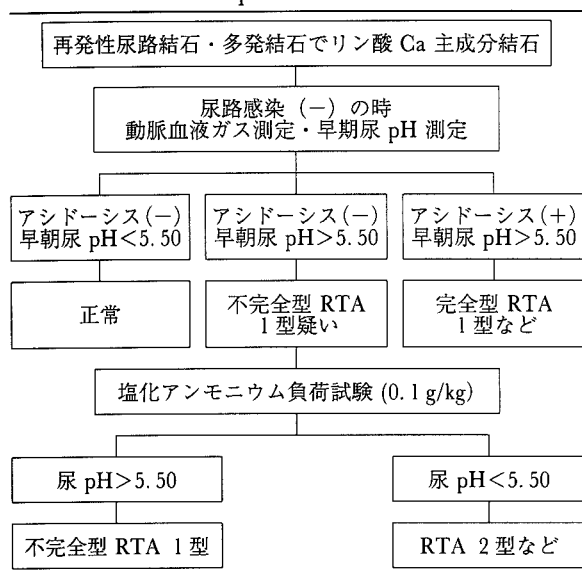 再発性尿路結石・多発結石でリン酸 Ca 主成分結石
尿路感染 (−) の時
動脈血液ガス測定・早期尿 pH 測定
アシドーシス(−)
早朝尿 pH<5.50
アシドーシス(−)
早朝尿 pH>5.50
アシドーシス(+)
早朝尿 pH>5.50
正常
不完全型 RTA
1 型疑い
完全型 RTA
1 型など
塩化アンモニウム負荷試験 (0.1 g/kg)
尿 pH>5.50
尿 pH<5.50
不完全型 RTA 1 型
RTA 2 型など